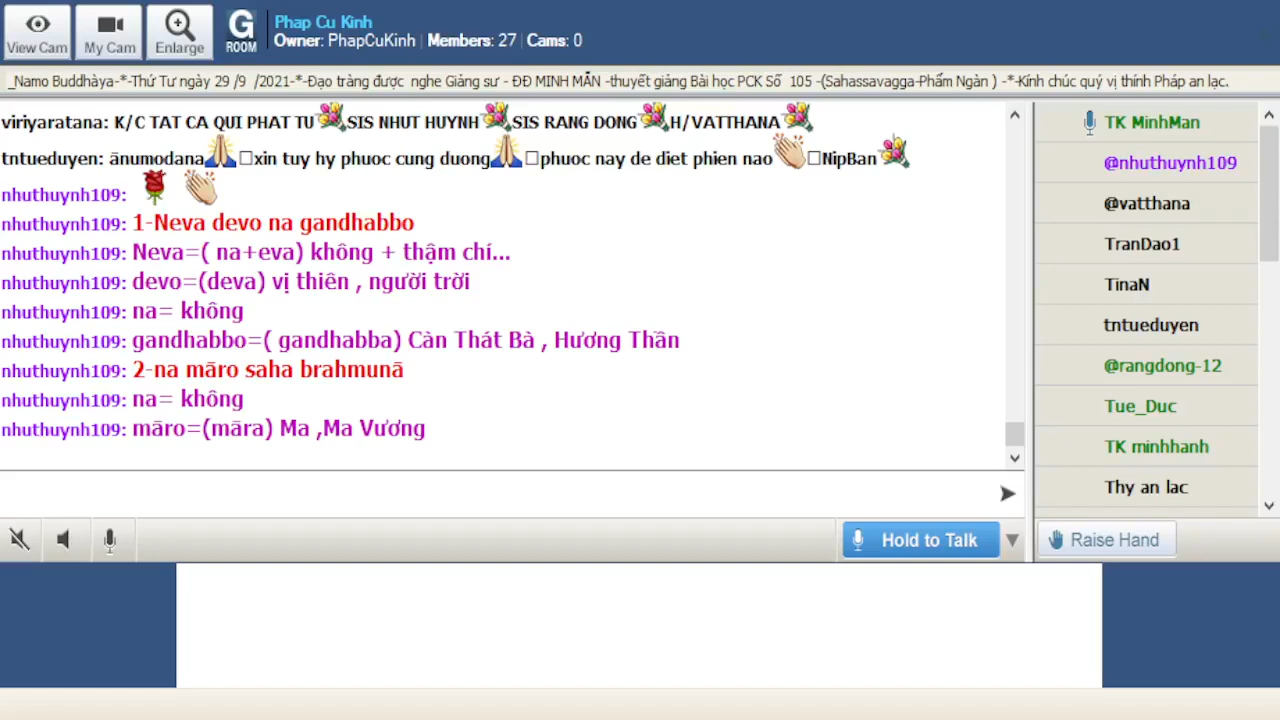 Phap Cu Kinh
Owner: PhapCuKinh | Members: 27 | Cams: 0
View Cam
My Cam
Enlarge
G
ROOM
_Namo Buddhàya-*-Thứ Tư ngày 29 /9 /2021-*-Đạo tràng được nghe Giảng sư - ĐĐ MINH MẪN -thuyết giảng Bài học PCK Số 105 -(Sahassavagga-Phẩm Ngàn ) -*-Kính chúc quý vị thính Pháp an lạc.
viriyaratana: K/C TAT CA QUI PHAT TU SIS NHUT HUYNH SIS RANG DONG H/VATTHANA
tntueduyen: ānumodana xin tuy hy phuoc cung duong phuoc nay de diet phien nao NipBan
nhuthuynh109:
nhuthuynh109: 1-Neva devo na gandhabbo
nhuthuynh109: Neva=( na+eva) không + thậm chí...
nhuthuynh109: devo=(deva) vị thiên , người trời
nhuthuynh109: na= không
nhuthuynh109: gandhabbo=( gandhabba) Càn Thát Bà , Hương Thần
nhuthuynh109: 2-na māro saha brahmunā
nhuthuynh109: na= không
nhuthuynh109: māro=(māra) Ma ,Ma Vương
TK MinhMan
@nhuthuynh109
@vatthana
TranDao1
TinaN
tntueduyen
@rangdong-12
Tue_Duc
TK minhhanh
Thy an lac
Hold to Talk
Raise Hand